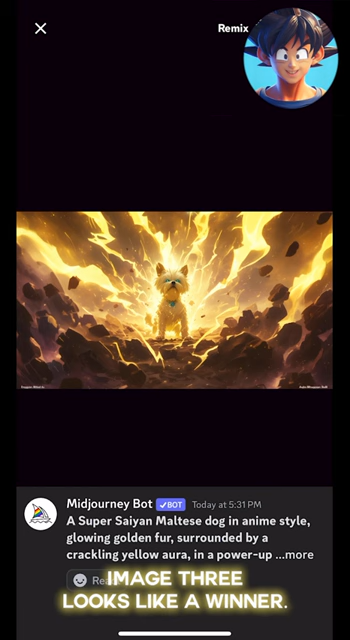 Remix
Midjourney Bot ✓BOT Today at 5:31 PM
A Super Saiyan Maltese dog in anime style,
glowing golden fur, surrounded by a
crackling yellow aura, in a power-up ...more
IMAGE THREE
LOOKS LIKE A WINNER.